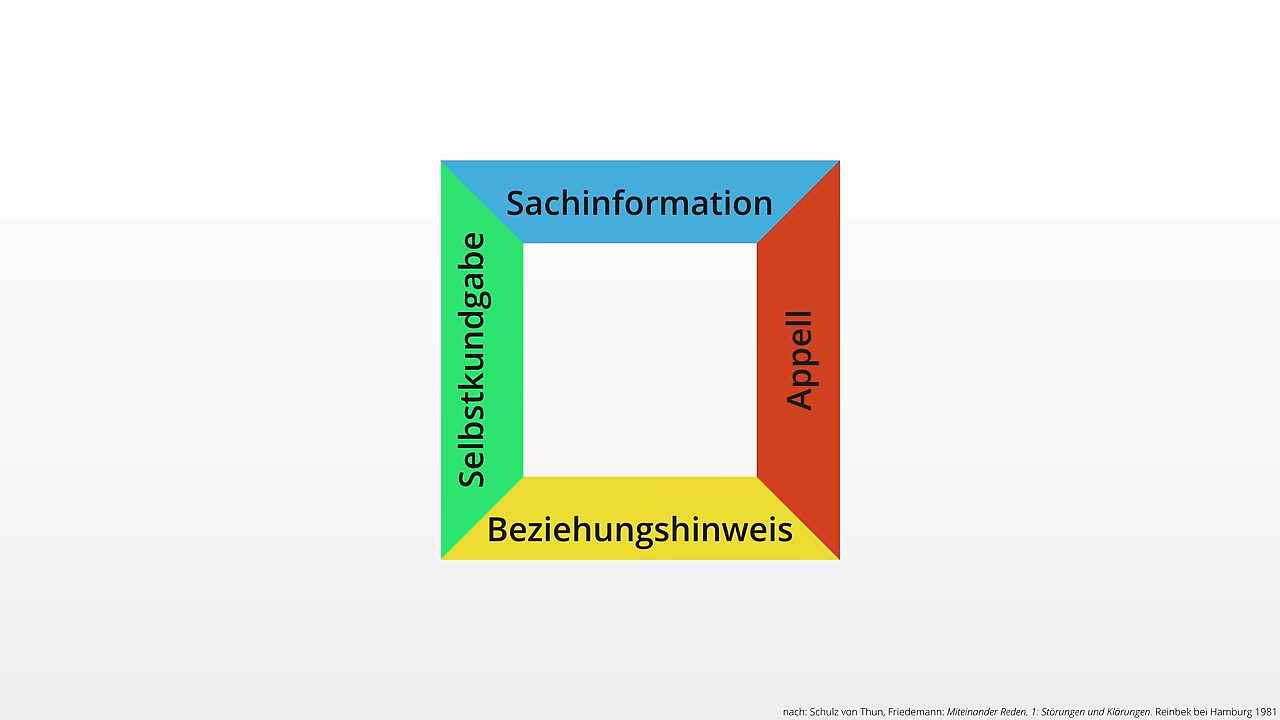 Sachinformation
Selbstkundgabe
Appell
Beziehungshinweis
nach: Schulz von Thun, Friedemann: Miteinander Reden. 1: Störungen und Klärungen. Reinbek bei Hamburg 1981